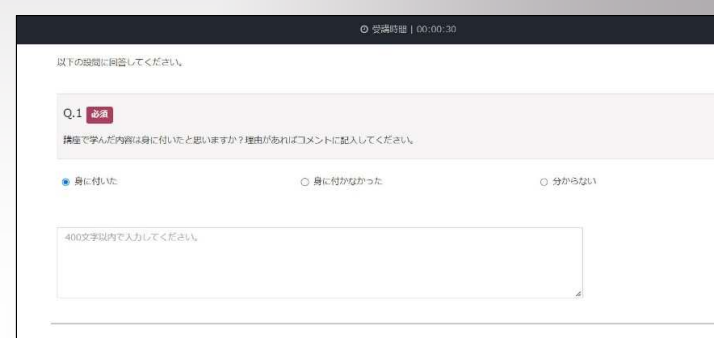 受講時間 | 00:00:30
以下の設問に回答してください。
Q.1 必須
講座で学んだ内容は身に付いたと思いますか？理由があればコメントに記入してください。
身に付いた 身に付かなかった 分からない
400文字以内で入力してください。